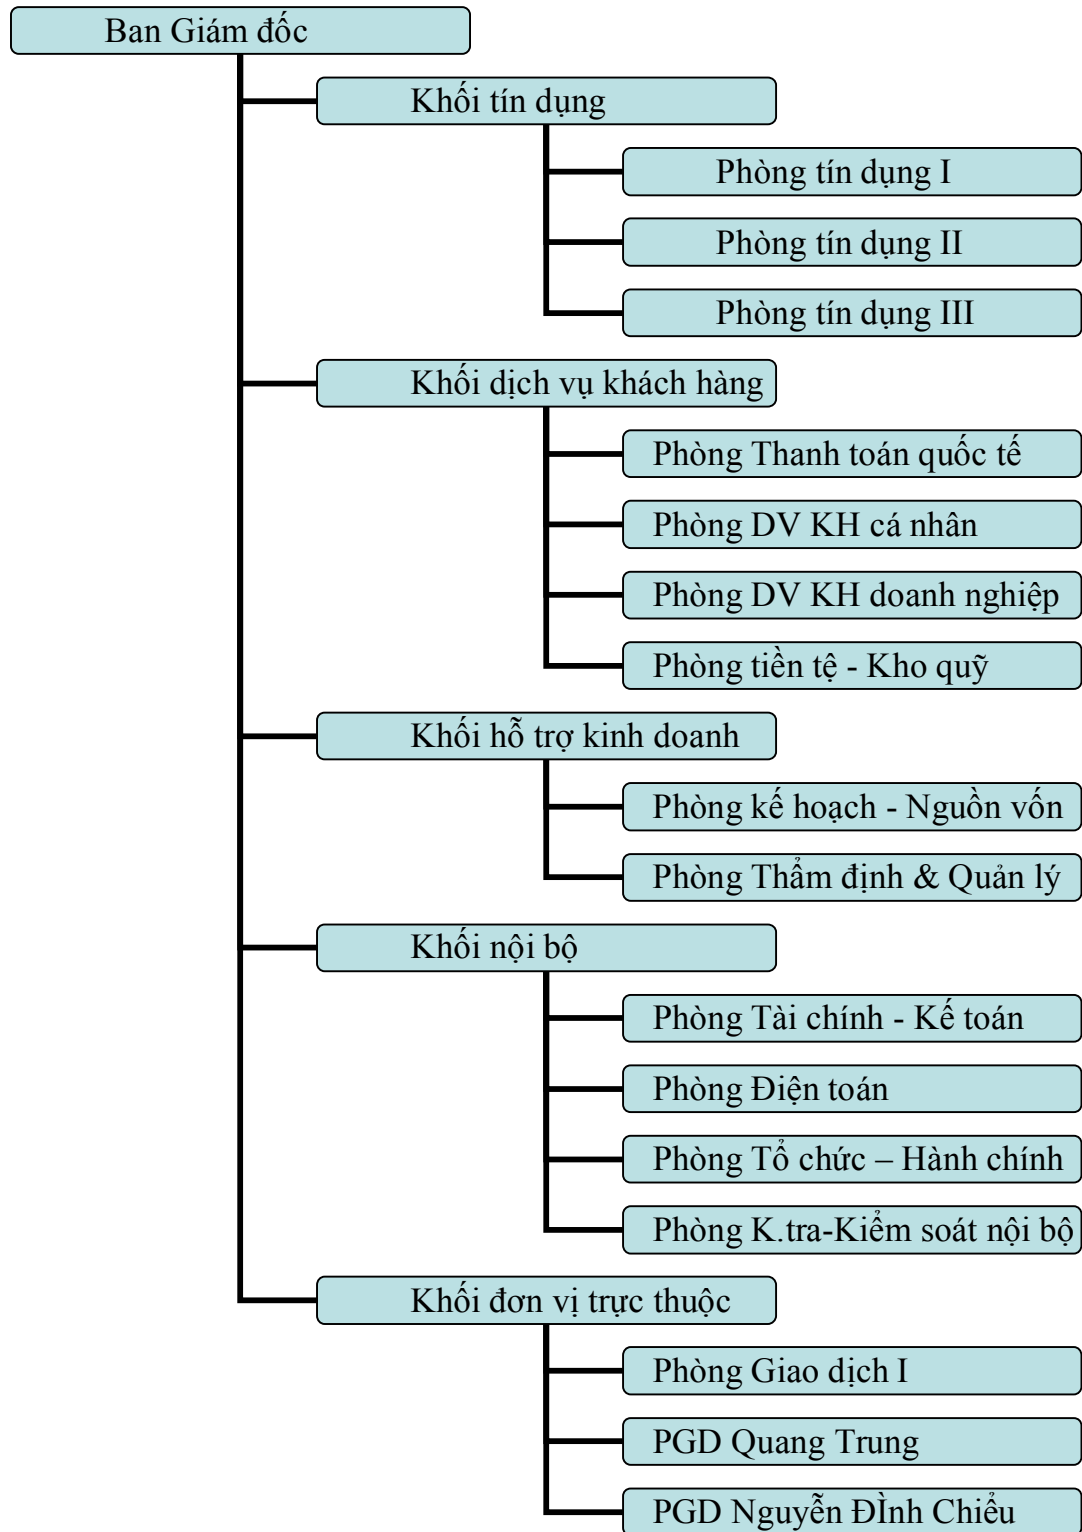 Ban Giám đốc
Khối tín dụng
Phòng tín dụng I
Phòng tín dụng II
Phòng tín dụng III
Khối dịch vụ khách hàng
Phòng Thanh toán quốc tế
Phòng DV KH cá nhân
Phòng DV KH doanh nghiệp
Phòng tiền tệ - Kho quỹ
Khối hỗ trợ kinh doanh
Phòng kế hoạch - Nguồn vốn
Phòng Thẩm định & Quản lý
Khối nội bộ
Phòng Tài chính - Kế toán
Phòng Điện toán
Phòng Tổ chức – Hành chính
Phòng K.tra-Kiểm soát nội bộ
Khối đơn vị trực thuộc
Phòng Giao dịch I
PGD Quang Trung
PGD Nguyễn ĐÌnh Chiểu